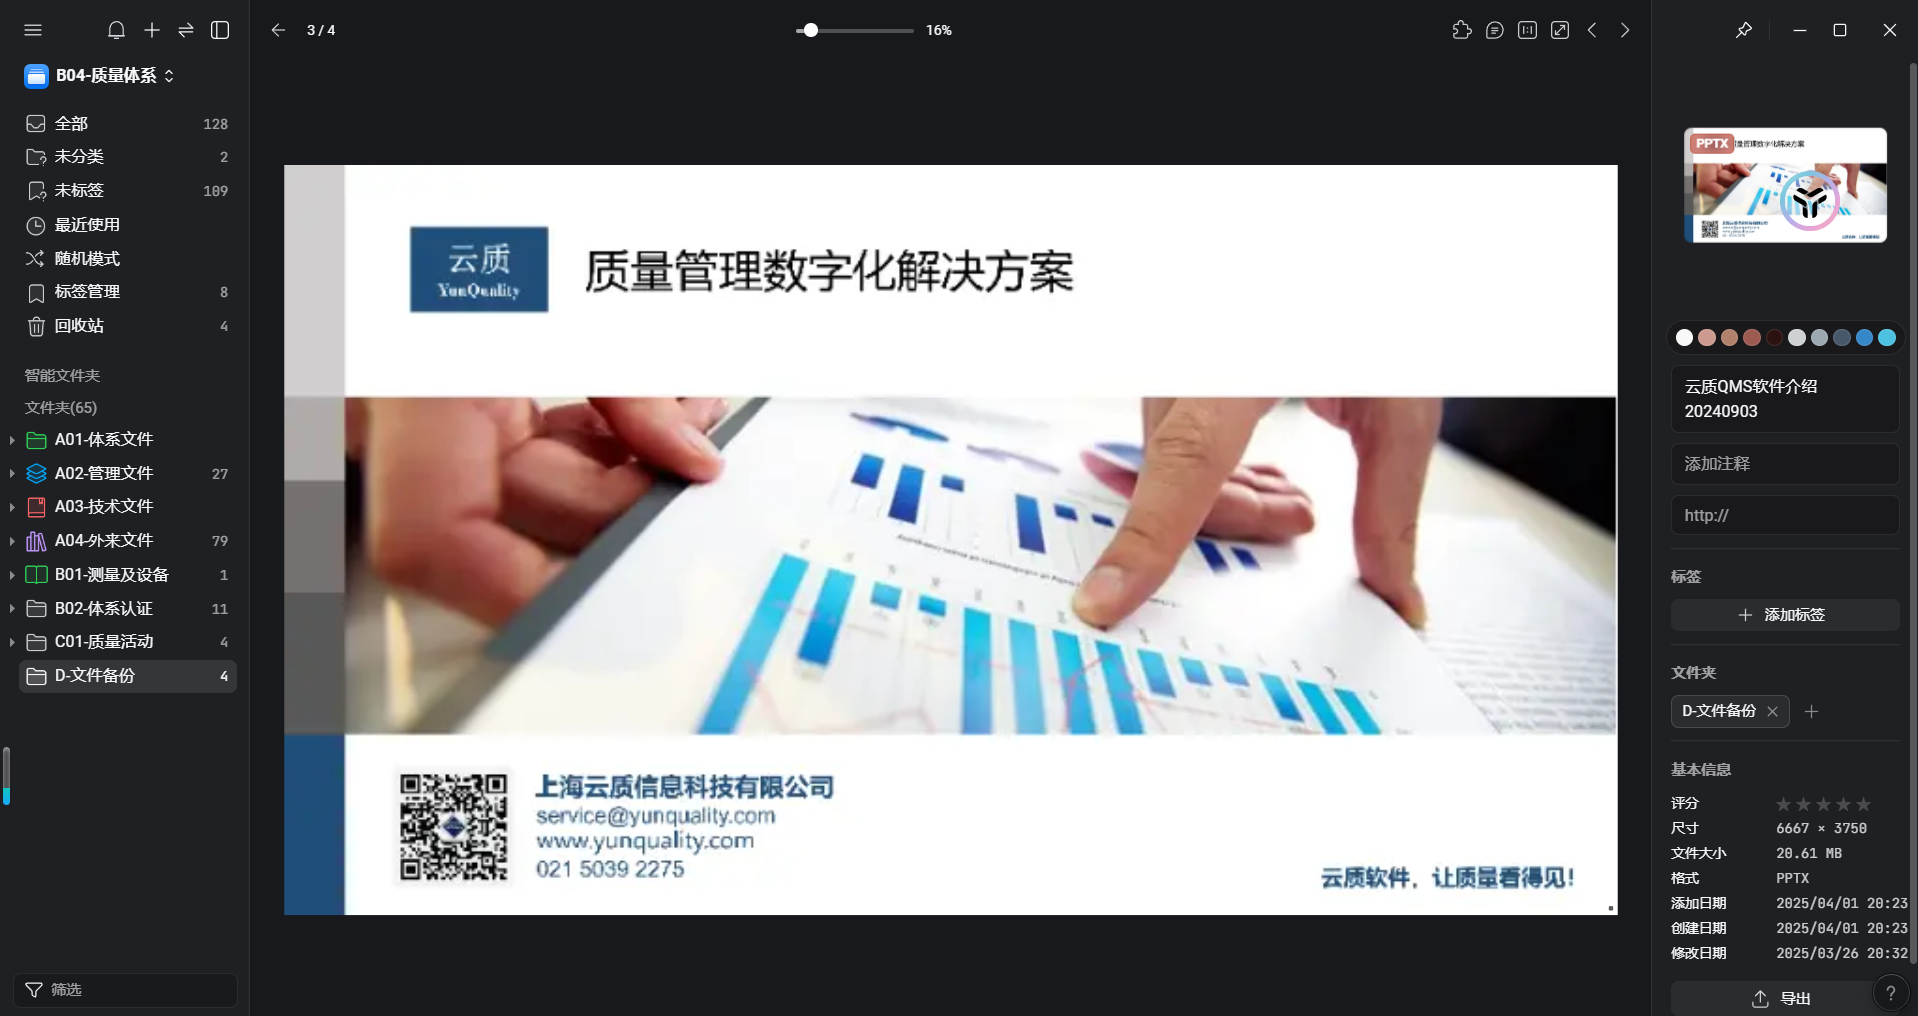 3 / 4
16%
B04-质量体系
全部 128
未分类 2
未标签 109
最近使用
随机模式
标签管理 8
回收站 4
智能文件夹
文件夹(65)
A01-体系文件
A02-管理文件 27
A03-技术文件
A04-外来文件 79
B01-测量及设备 1
B02-体系认证 11
C01-质量活动 4
D-文件备份 4
筛选
云质
YunQuality
质量管理数字化解决方案
上海云质信息科技有限公司
service@yunquality.com
www.yunquality.com
021 5039 2275
云质软件，让质量看得见!
PPTX
量管理数字化解决方案
云质QMS软件介绍
20240903
添加注释
http://
标签
添加标签
文件夹
D-文件备份
基本信息
评分
尺寸 6667 × 3750
文件大小 20.61 MB
格式 PPTX
添加日期 2025/04/01 20:23
创建日期 2025/04/01 20:23
修改日期 2025/03/26 20:32
导出
?